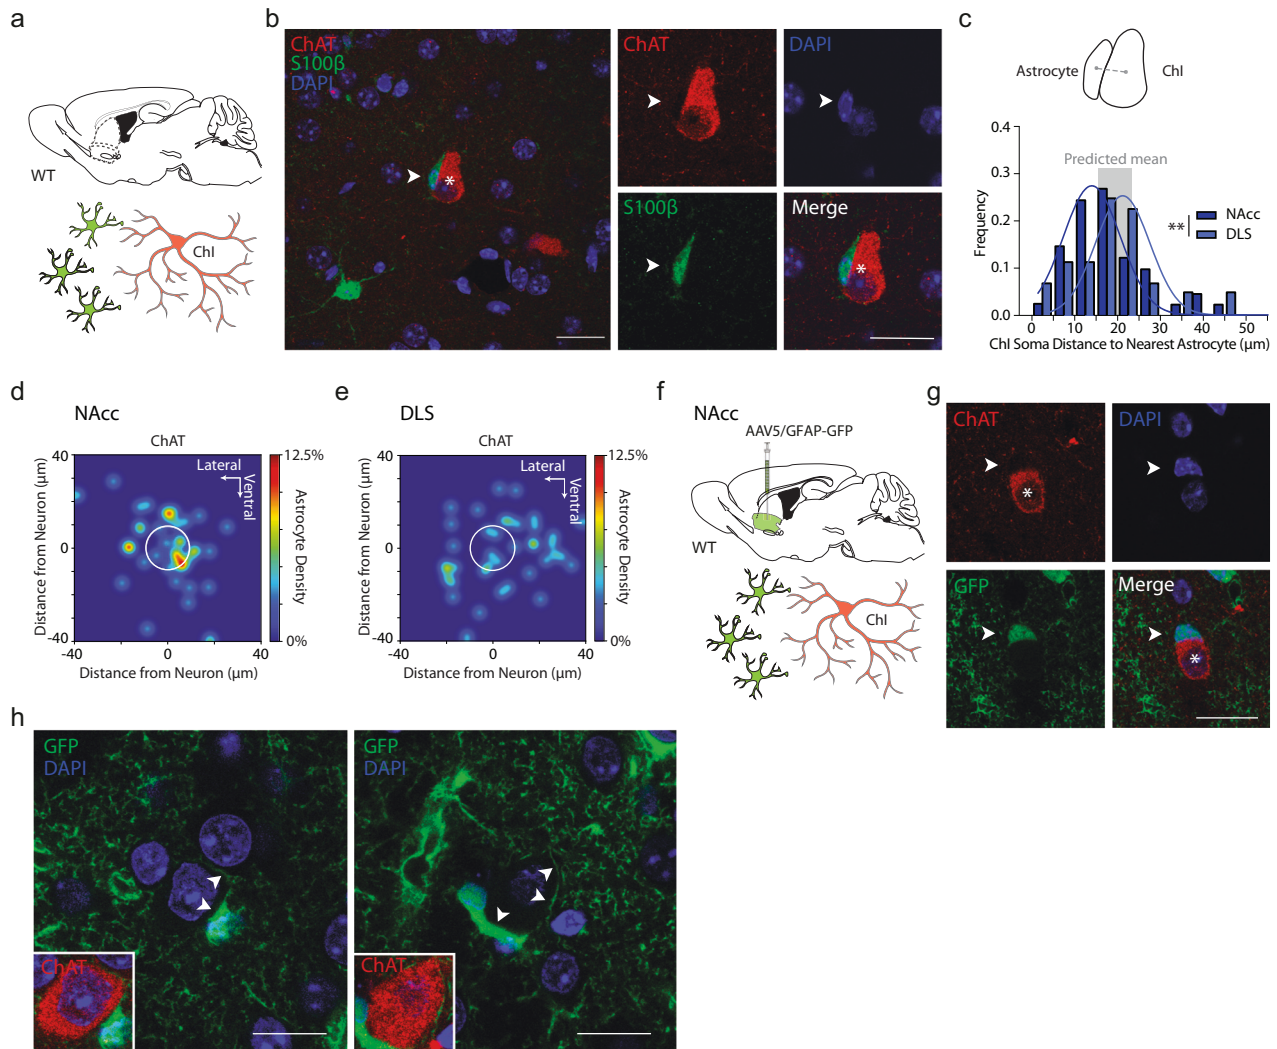 a
WT
ChI
b
ChAT
S100β
DAPI
*
ChAT
DAPI
S100β
Merge
*
c
Astrocyte
ChI
0.4
0.3
0.2
0.1
0.0
Frequency
Predicted mean
**
NAcc
DLS
0 10 20 30 40 50
ChI Soma Distance to Nearest Astrocyte (µm)
d
NAcc
ChAT
Distance from Neuron (µm)
40
0
-40
Lateral
Ventral
-40 0 40
Distance from Neuron (µm)
12.5%
0%
Astrocyte Density
e
DLS
ChAT
Distance from Neuron (µm)
40
0
-40
Lateral
Ventral
-40 0 40
Distance from Neuron (µm)
12.5%
0%
Astrocyte Density
f
NAcc
AAV5/GFAP-GFP
WT
ChI
g
ChAT
*
DAPI
GFP
Merge
*
h
GFP
DAPI
ChAT
GFP
DAPI
ChAT